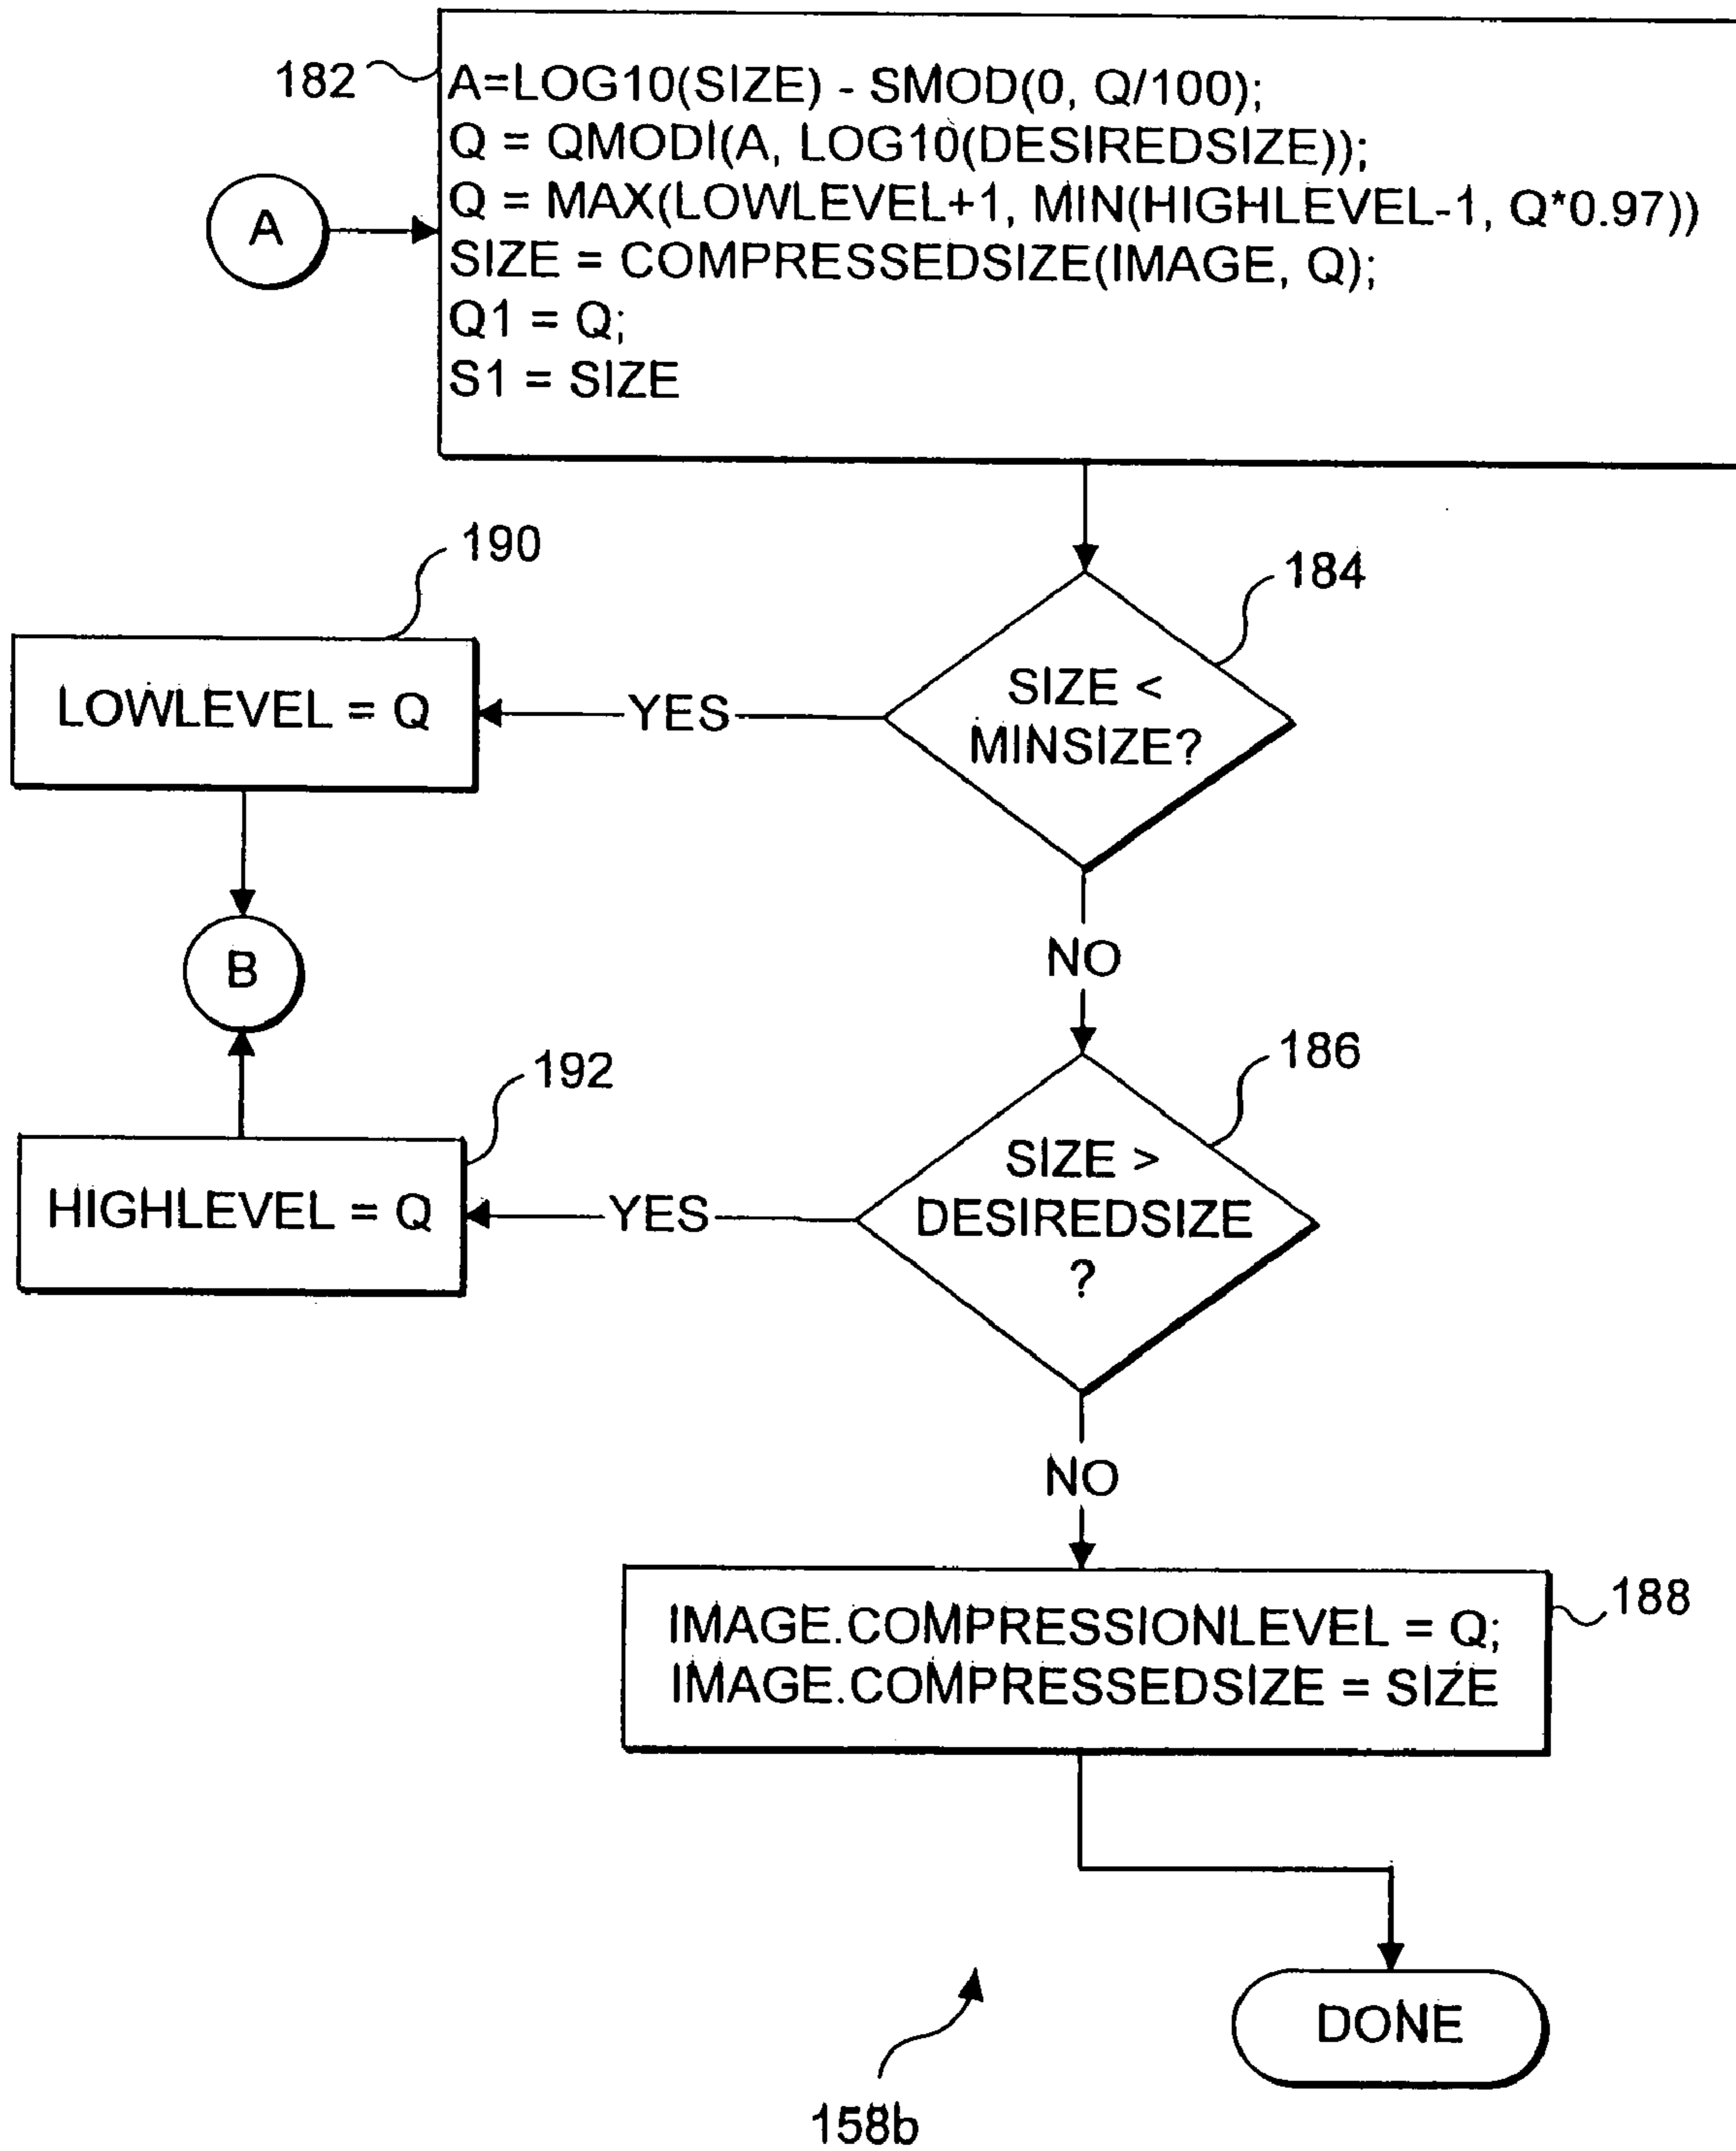 182
A=LOG10(SIZE) - SMOD(0, Q/100);
Q = QMODI(A, LOG10(DESIREDSIZE));
Q = MAX(LOWLEVEL+1, MIN(HIGHLEVEL-1, Q*0.97))
SIZE = COMPRESSEDSIZE(IMAGE, Q);
Q1 = Q;
S1 = SIZE
A
190
184
LOWLEVEL = Q
YES
SIZE <
MINSIZE?
B
NO
192
186
HIGHLEVEL = Q
YES
SIZE >
DESIREDSIZE
?
NO
188
IMAGE.COMPRESSIONLEVEL = Q;
IMAGE.COMPRESSEDSIZE = SIZE
DONE
158b